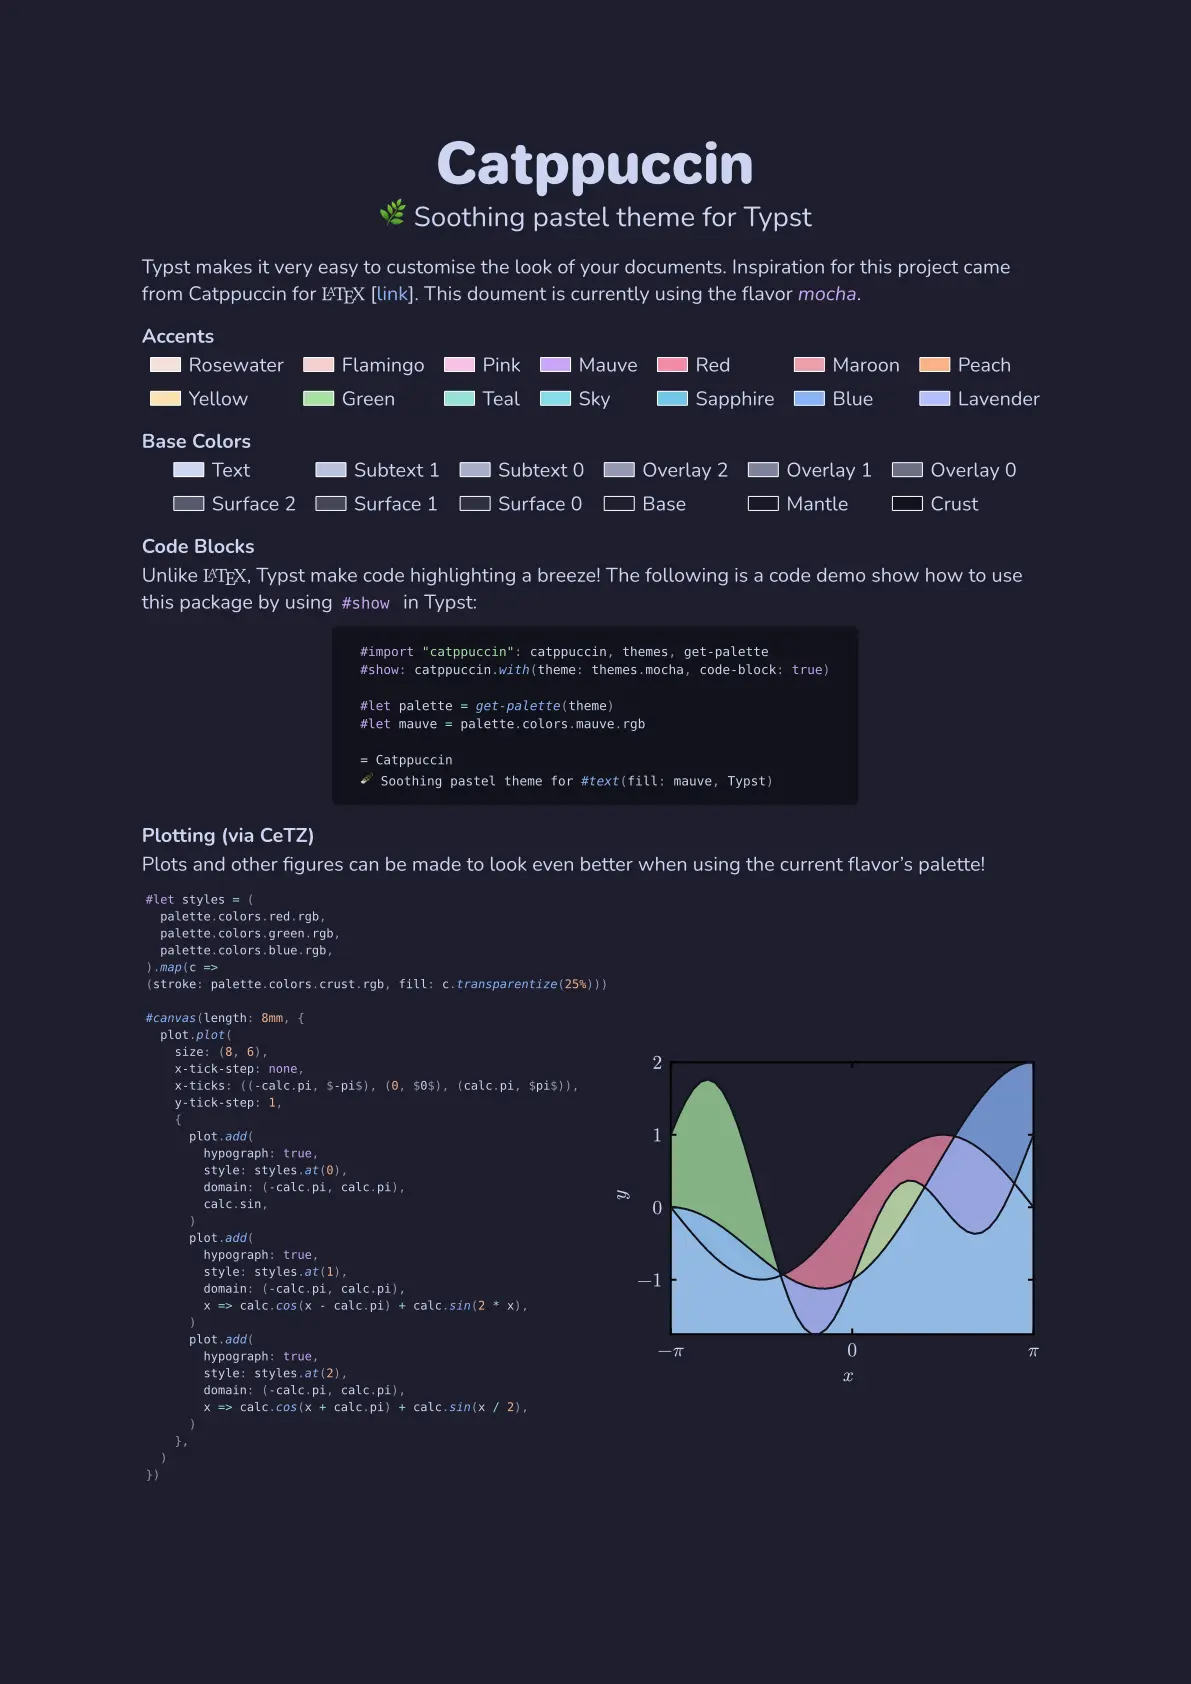 Catppuccin
🌿 Soothing pastel theme for Typst
Typst makes it very easy to customise the look of your documents. Inspiration for this project came
from Catppuccin for LATEX [link]. This doument is currently using the flavor mocha.
Accents
Rosewater Flamingo Pink Mauve Red Maroon Peach
Yellow Green Teal Sky Sapphire Blue Lavender
Base Colors
Text Subtext 1 Subtext 0 Overlay 2 Overlay 1 Overlay 0
Surface 2 Surface 1 Surface 0 Base Mantle Crust
Code Blocks
Unlike LATEX, Typst make code highlighting a breeze! The following is a code demo show how to use
this package by using #show in Typst:
#import "catppuccin": catppuccin, themes, get-palette
#show: catppuccin.with(theme: themes.mocha, code-block: true)
#let palette = get-palette(theme)
#let mauve = palette.colors.mauve.rgb
= Catppuccin
🌿 Soothing pastel theme for #text(fill: mauve, Typst)
Plotting (via CeTZ)
Plots and other figures can be made to look even better when using the current flavor’s palette!
#let styles = (
  palette.colors.red.rgb,
  palette.colors.green.rgb,
  palette.colors.blue.rgb,
).map(c =>
(stroke: palette.colors.crust.rgb, fill: c.transparentize(25%)))
#canvas(length: 8mm, {
  plot.plot(
    size: (8, 6),
    x-tick-step: none,
    x-ticks: ((-calc.pi, $-pi$), (0, $0$), (calc.pi, $pi$)),
    y-tick-step: 1,
    {
      plot.add(
        hypograph: true,
        style: styles.at(0),
        domain: (-calc.pi, calc.pi),
        calc.sin,
      )
      plot.add(
        hypograph: true,
        style: styles.at(1),
        domain: (-calc.pi, calc.pi),
        x => calc.cos(x - calc.pi) + calc.sin(2 * x),
      )
      plot.add(
        hypograph: true,
        style: styles.at(2),
        domain: (-calc.pi, calc.pi),
        x => calc.cos(x + calc.pi) + calc.sin(x / 2),
      )
    },
  )
})
2
1
0
−1
y
−π 0 π
x